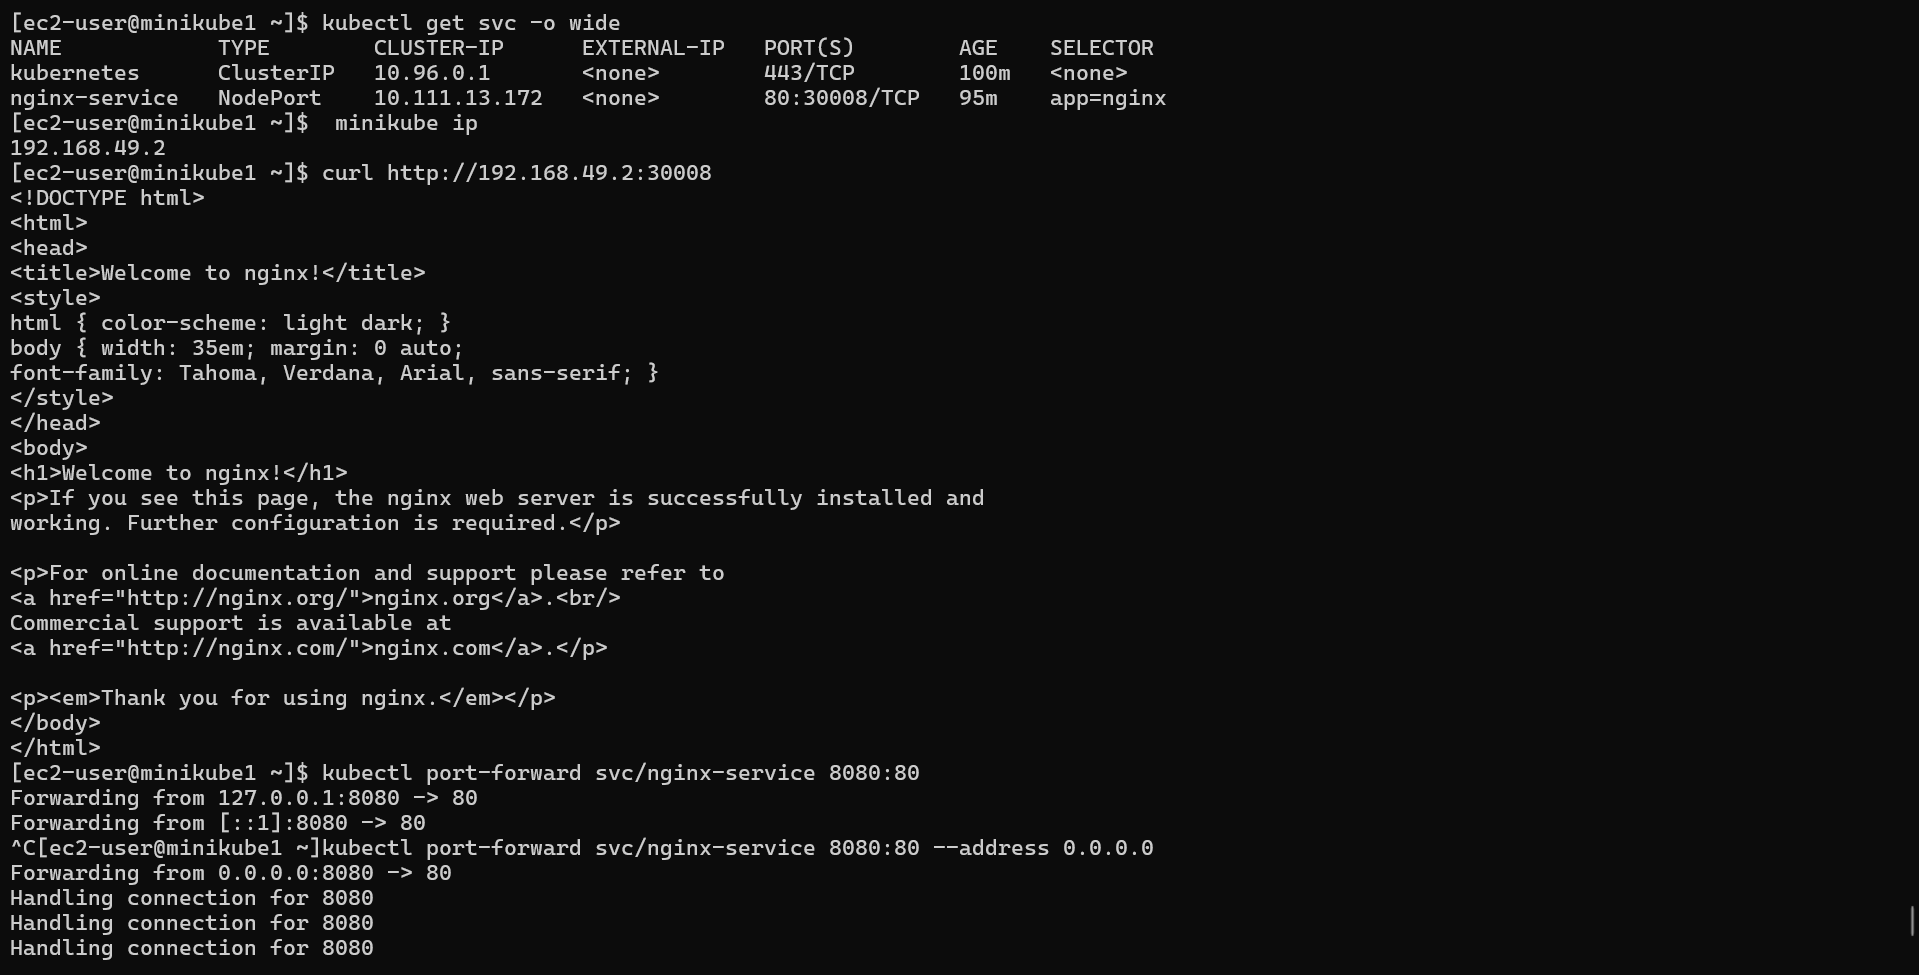 [ec2-user@minikube1 ~]$ kubectl get svc -o wide
NAME            TYPE        CLUSTER-IP      EXTERNAL-IP   PORT(S)        AGE    SELECTOR
kubernetes      ClusterIP   10.96.0.1       <none>        443/TCP        100m   <none>
nginx-service   NodePort    10.111.13.172   <none>        80:30008/TCP   95m    app=nginx
[ec2-user@minikube1 ~]$  minikube ip
192.168.49.2
[ec2-user@minikube1 ~]$ curl http://192.168.49.2:30008
<!DOCTYPE html>
<html>
<head>
<title>Welcome to nginx!</title>
<style>
html { color-scheme: light dark; }
body { width: 35em; margin: 0 auto;
font-family: Tahoma, Verdana, Arial, sans-serif; }
</style>
</head>
<body>
<h1>Welcome to nginx!</h1>
<p>If you see this page, the nginx web server is successfully installed and
working. Further configuration is required.</p>

<p>For online documentation and support please refer to
<a href="http://nginx.org/">nginx.org</a>.<br/>
Commercial support is available at
<a href="http://nginx.com/">nginx.com</a>.</p>

<p><em>Thank you for using nginx.</em></p>
</body>
</html>
[ec2-user@minikube1 ~]$ kubectl port-forward svc/nginx-service 8080:80
Forwarding from 127.0.0.1:8080 -> 80
Forwarding from [::1]:8080 -> 80
^C[ec2-user@minikube1 ~]kubectl port-forward svc/nginx-service 8080:80 --address 0.0.0.0
Forwarding from 0.0.0.0:8080 -> 80
Handling connection for 8080
Handling connection for 8080
Handling connection for 8080